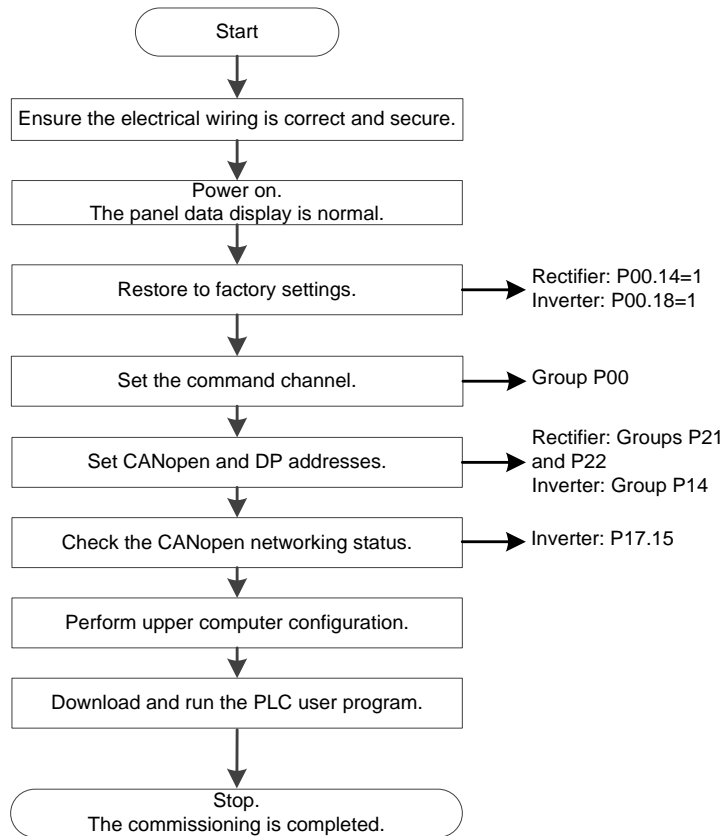 Start
Ensure the electrical wiring is correct and secure.
Power on.
The panel data display is normal.
Restore to factory settings.
Rectifier: P00.14=1
Inverter: P00.18=1
Set the command channel.
Group P00
Set CANopen and DP addresses.
Rectifier: Groups P21
and P22
Inverter: Group P14
Check the CANopen networking status.
Inverter: P17.15
Perform upper computer configuration.
Download and run the PLC user program.
Stop.
The commissioning is completed.